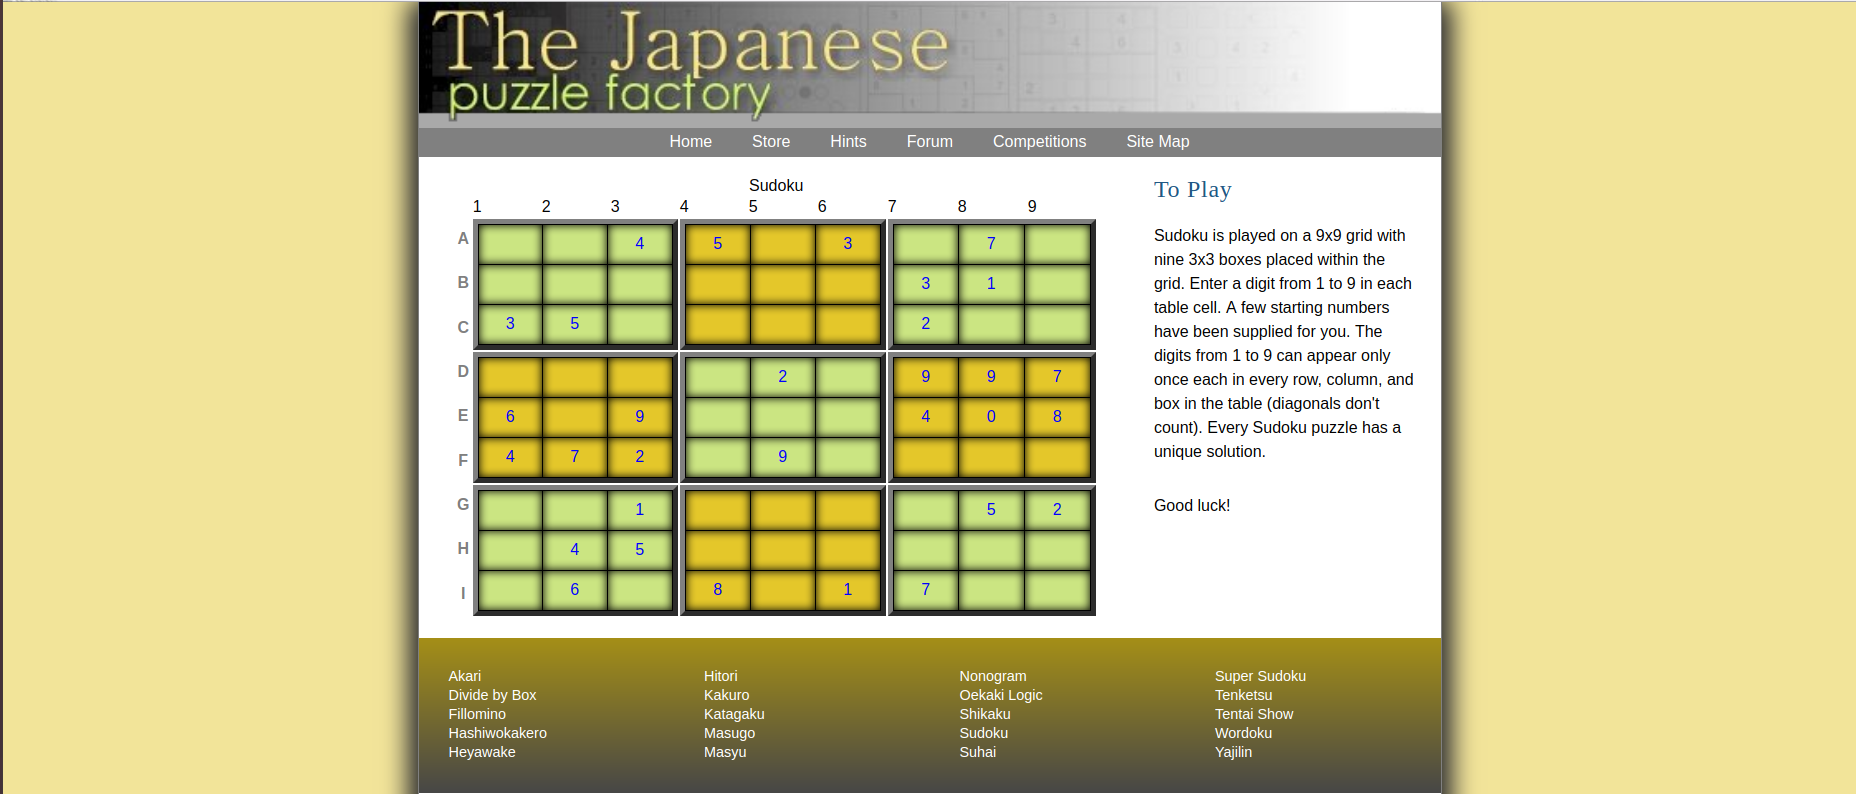 The Japanese
puzzle factory
Home Store Hints Forum Competitions Site Map
Sudoku
1 2 3 4 5 6 7 8 9
A 4 5 3 7
B 3 1
C 3 5 2
D 2 9 9 7
E 6 9 4 0 8
F 4 7 2 9
G 1 5 2
H 4 5
I 6 8 1 7
To Play
Sudoku is played on a 9x9 grid with
nine 3x3 boxes placed within the
grid. Enter a digit from 1 to 9 in each
table cell. A few starting numbers
have been supplied for you. The
digits from 1 to 9 can appear only
once each in every row, column, and
box in the table (diagonals don't
count). Every Sudoku puzzle has a
unique solution.
Good luck!
Akari
Divide by Box
Fillomino
Hashiwokakero
Heyawake
Hitori
Kakuro
Katagaku
Masugo
Masyu
Nonogram
Oekaki Logic
Shikaku
Sudoku
Suhai
Super Sudoku
Tenketsu
Tentai Show
Wordoku
Yajilin